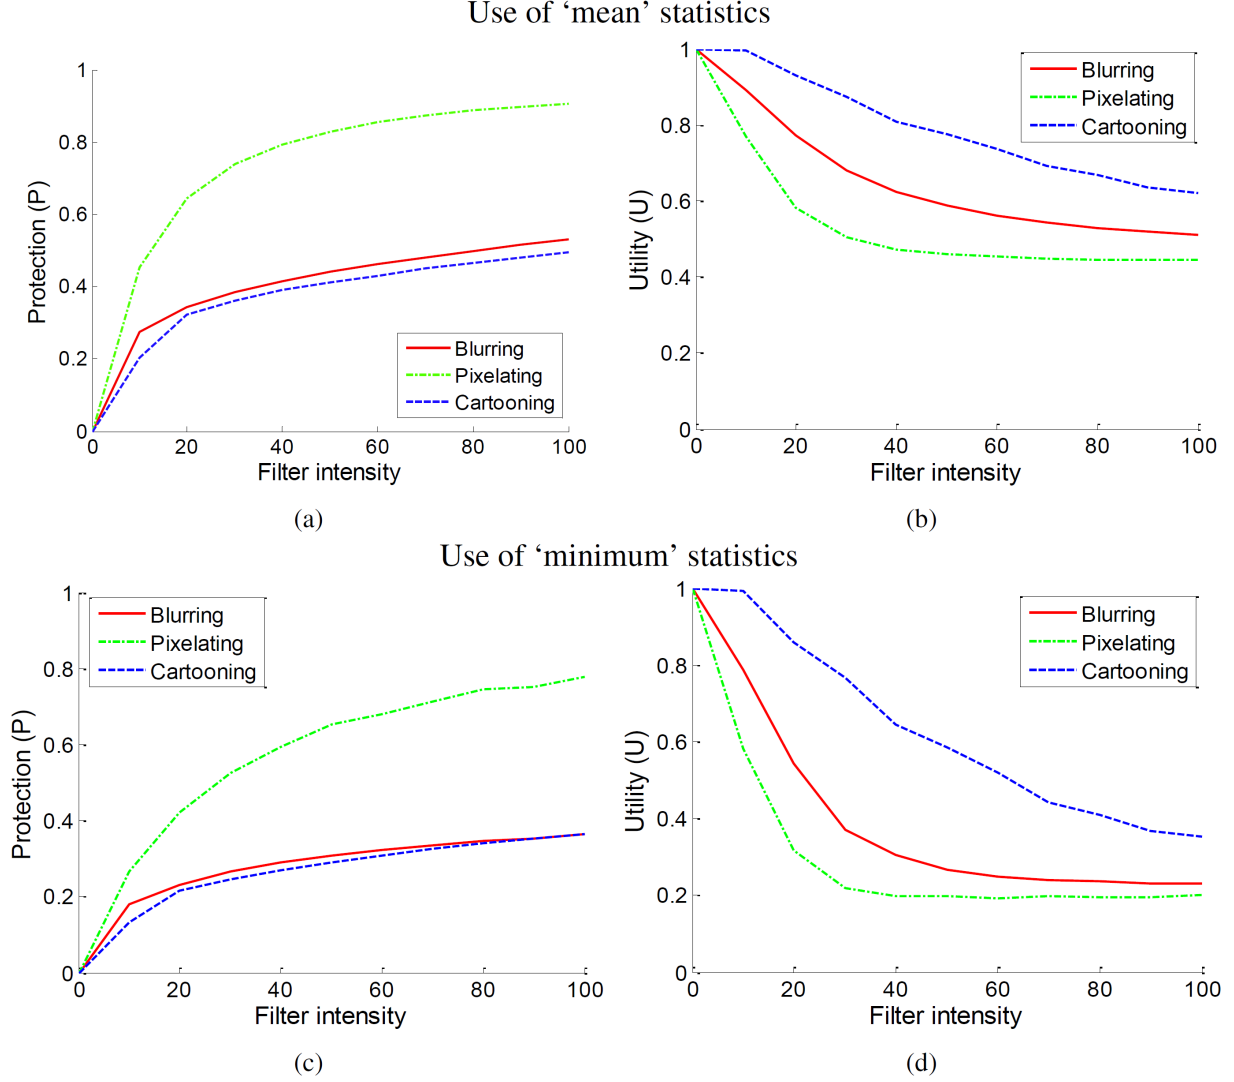 Use of ‘mean’ statistics
1
0.8
0.6
0.4
0.2
0
Protection (P)
Blurring
Pixelating
Cartooning
0 20 40 60 80 100
Filter intensity
(a)
1
0.8
0.6
0.4
0.2
0
Utility (U)
Blurring
Pixelating
Cartooning
0 20 40 60 80 100
Filter intensity
(b)
Use of ‘minimum’ statistics
1
0.8
0.6
0.4
0.2
0
Protection (P)
Blurring
Pixelating
Cartooning
0 20 40 60 80 100
Filter intensity
(c)
1
0.8
0.6
0.4
0.2
0
Utility (U)
Blurring
Pixelating
Cartooning
0 20 40 60 80 100
Filter intensity
(d)